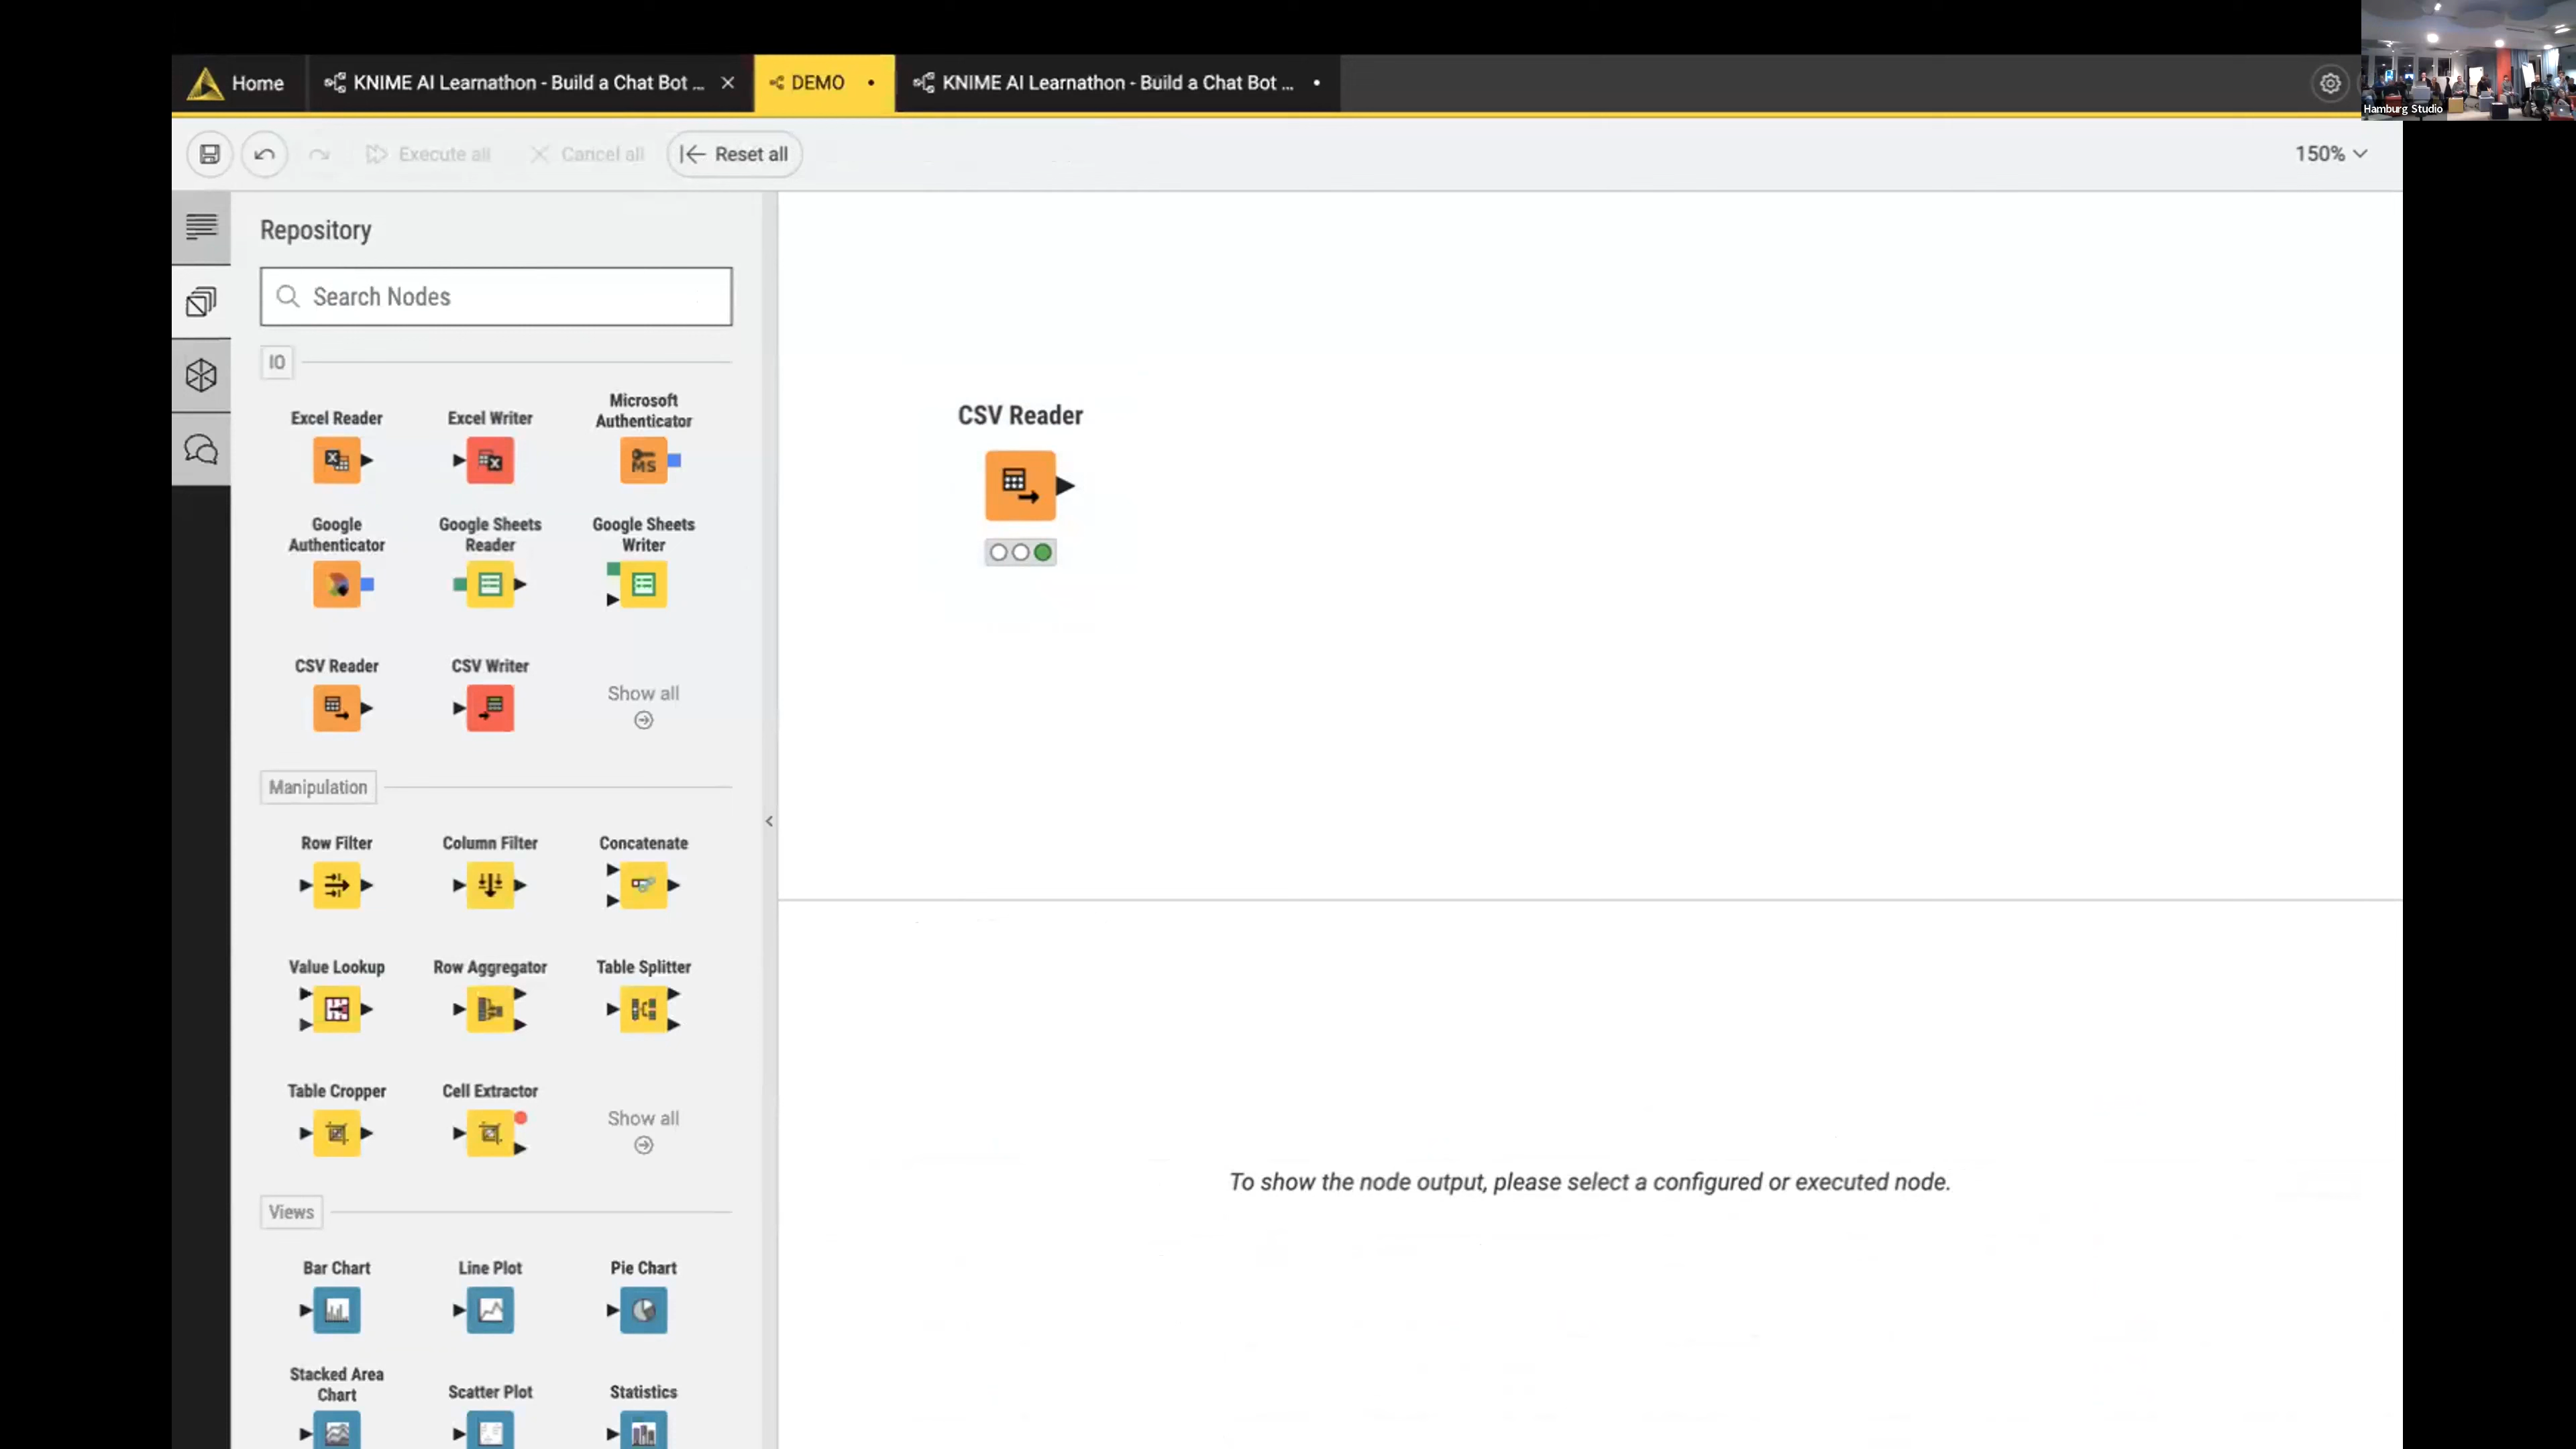 Home
KNIME AI Learnathon - Build a Chat Bot ...
DEMO
KNIME AI Learnathon - Build a Chat Bot ...
Hamburg Studio
Execute all
Cancel all
Reset all
150%
Repository
Search Nodes
IO
Excel Reader
Excel Writer
Microsoft
Authenticator
MS
Google
Authenticator
Google Sheets
Reader
Google Sheets
Writer
CSV Reader
CSV Writer
Show all
Manipulation
Row Filter
Column Filter
Concatenate
Value Lookup
Row Aggregator
Table Splitter
Table Cropper
Cell Extractor
Show all
Views
Bar Chart
Line Plot
Pie Chart
Stacked Area
Chart
Scatter Plot
Statistics
CSV Reader
To show the node output, please select a configured or executed node.